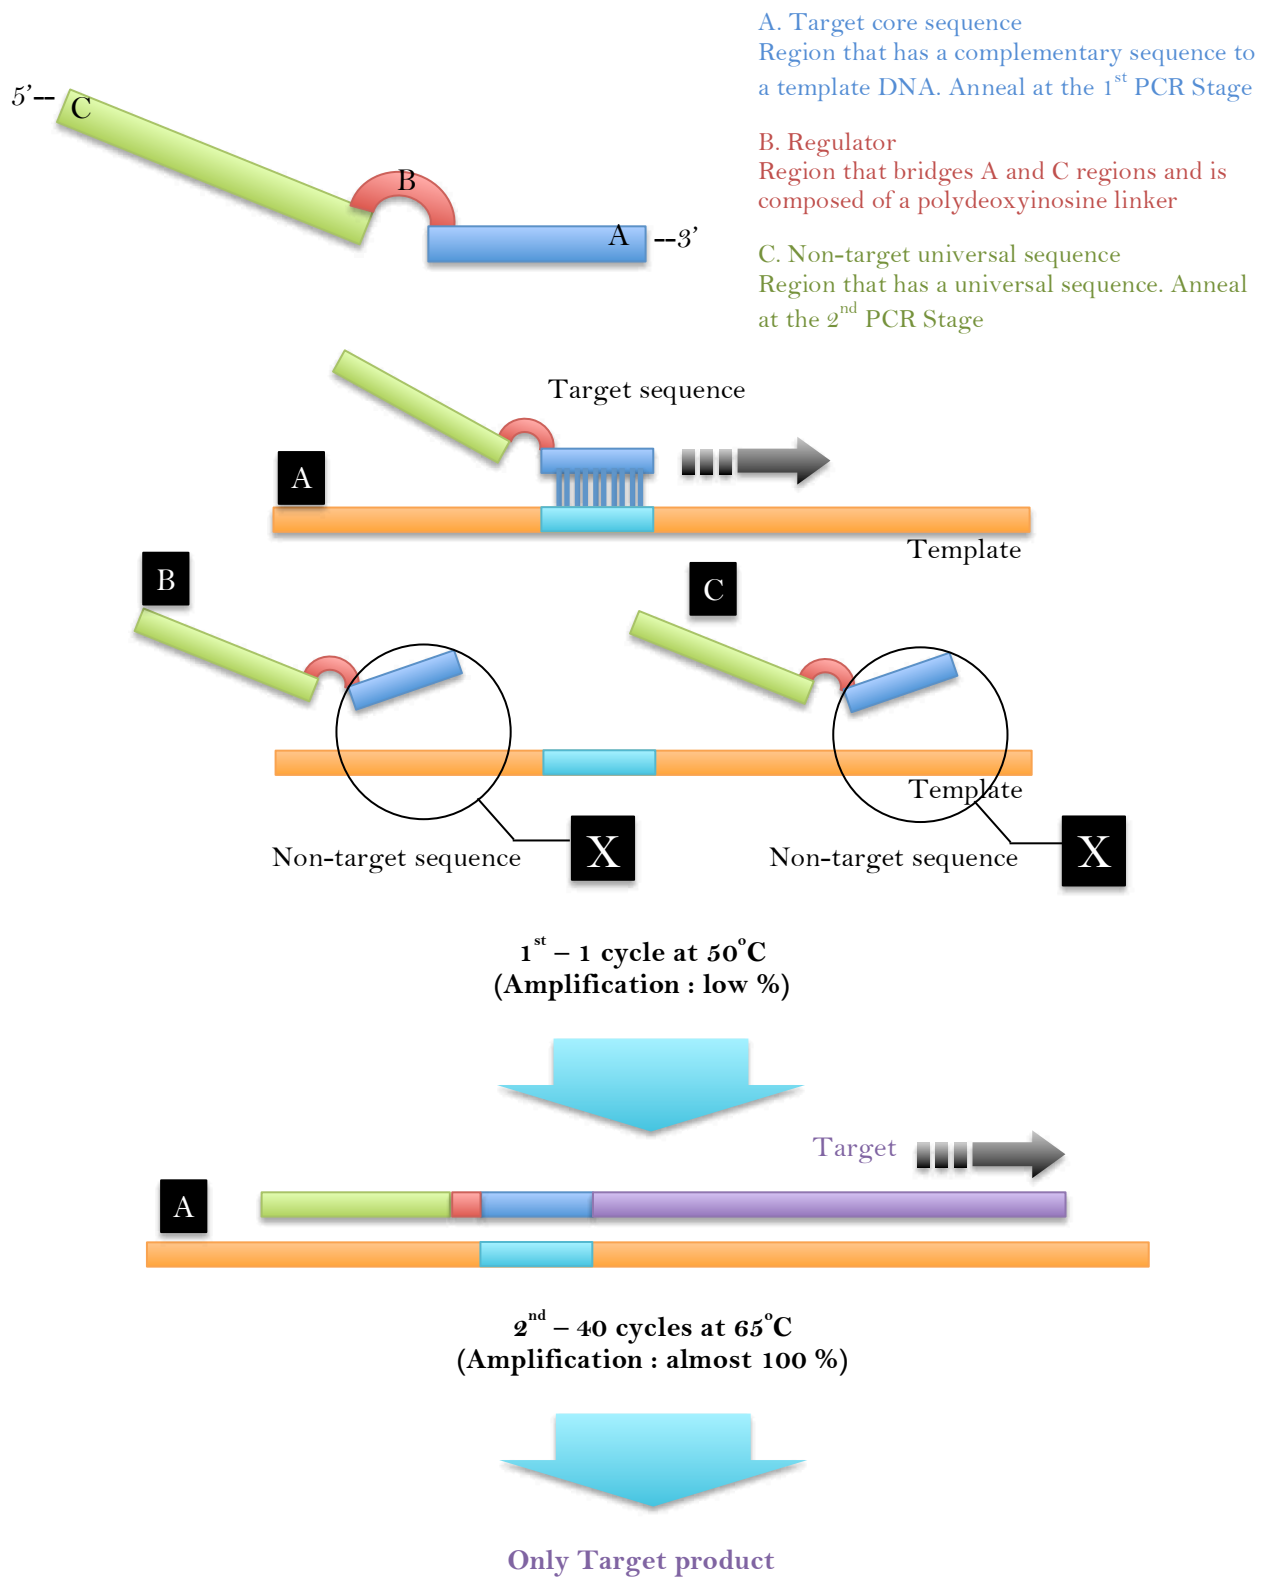 A. Target core sequence
Region that has a complementary sequence to
a template DNA. Anneal at the 1st PCR Stage
5'--
C
B
A
--3'
B. Regulator
Region that bridges A and C regions and is
composed of a polydeoxyinosine linker
C. Non-target universal sequence
Region that has a universal sequence. Anneal
at the 2nd PCR Stage
Target sequence
A
Template
B
C
Template
Non-target sequence
X
Non-target sequence
X
1st – 1 cycle at 50°C
(Amplification : low %)
Target
A
2nd – 40 cycles at 65°C
(Amplification : almost 100 %)
Only Target product